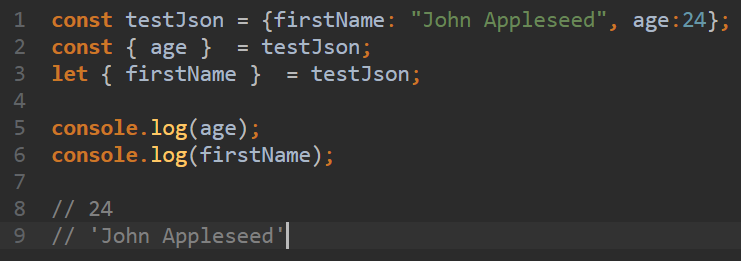 1 const testJson = {firstName: "John Appleseed", age:24};
2 const { age }  = testJson;
3 let { firstName }  = testJson;
4
5 console.log(age);
6 console.log(firstName);
7
8 // 24
9 // 'John Appleseed'